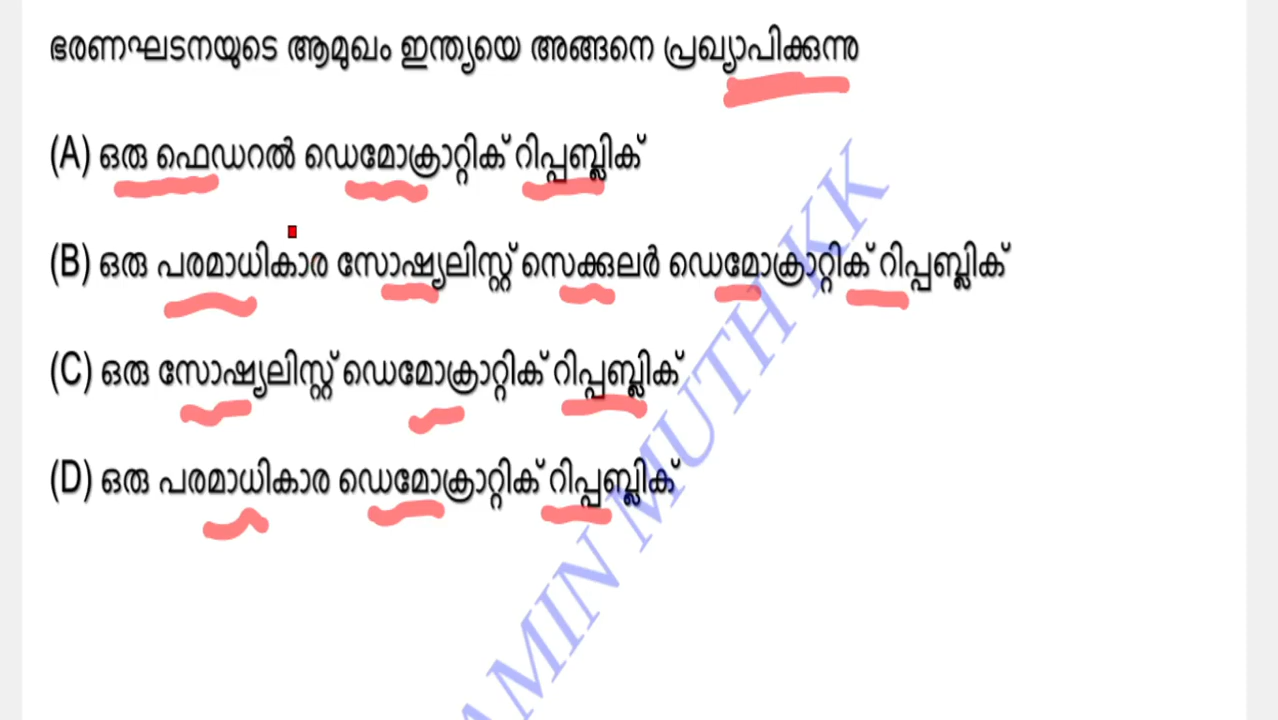 ഭരണഘടനയുടെ ആമുഖം ഇന്ത്യയെ അങ്ങനെ പ്രഖ്യാപിക്കുന്നു
(A) ഒരു ഫെഡറൽ ഡെമോക്രാറ്റിക് റിപ്പബ്ലിക്
(B) ഒരു പരമാധികാര സോഷ്യലിസ്റ്റ് സെക്കുലർ ഡെമോക്രാറ്റിക് റിപ്പബ്ലിക്
(C) ഒരു സോഷ്യലിസ്റ്റ് ഡെമോക്രാറ്റിക് റിപ്പബ്ലിക്
(D) ഒരു പരമാധികാര ഡെമോക്രാറ്റിക് റിപ്പബ്ലിക്
AMIN MUTH KK